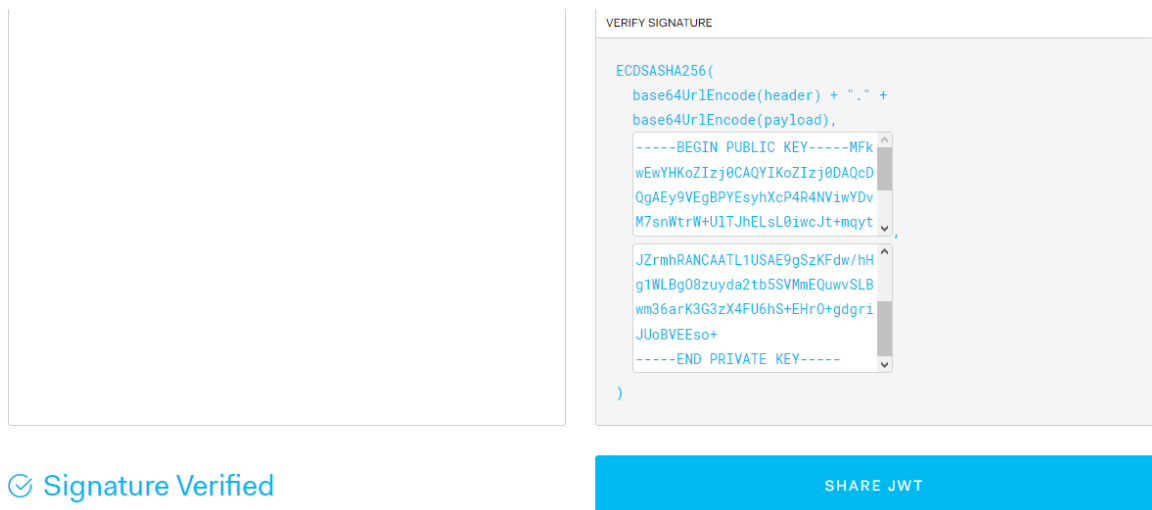 VERIFY SIGNATURE
ECDSASHA256(
base64UrlEncode(header) + "." +
base64UrlEncode(payload),
-----BEGIN PUBLIC KEY-----MFk
wEwYHKoZIzj0CAQYIKoZIzj0DAQcD
QgAEy9VEgBPYEsyhXcP4R4NViwYDv
M7snWtrW+UlTJhELsL0iwcJt+mqyt
,
JZrmhRANCAATL1USAE9gSzKFdw/hH
g1WLBgO8zuyda2tb5SVMmEQuwvSLB
wm36arK3G3zX4FU6hS+EHrO+gdgri
JUoBVEEso+
-----END PRIVATE KEY-----
)
Signature Verified
SHARE JWT